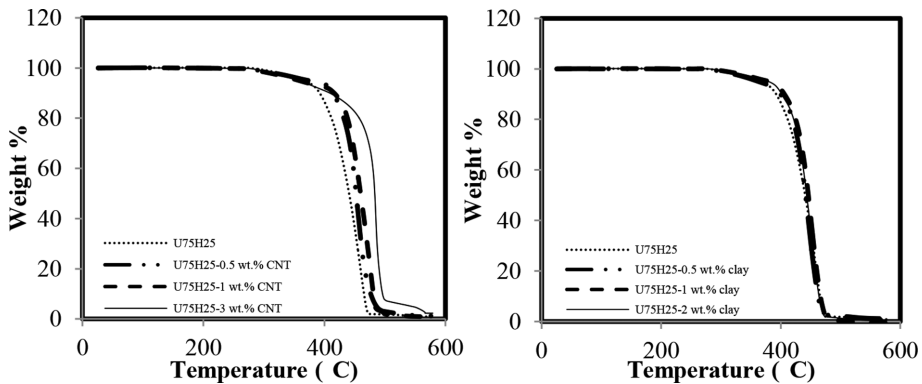 120
100
80
60
40
20
0
Weight %
U75H25
U75H25-0.5 wt.% CNT
U75H25-1 wt.% CNT
U75H25-3 wt.% CNT
0 200 400 600
Temperature ( C)
120
100
80
60
40
20
0
Weight %
U75H25
U75H25-0.5 wt.% clay
U75H25-1 wt.% clay
U75H25-2 wt.% clay
0 200 400 600
Temperature ( C)